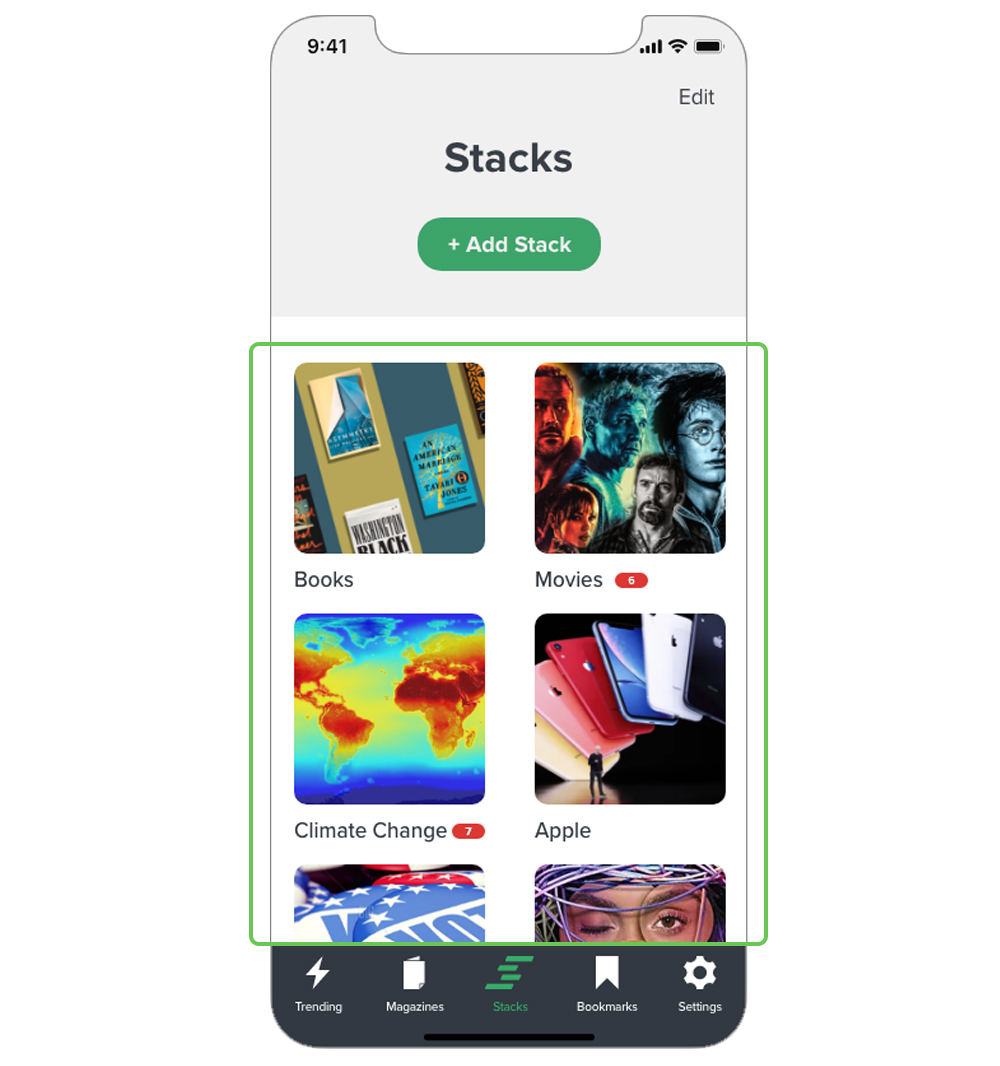 9:41
Edit
Stacks
+ Add Stack
ASYMMETRY
AN
AMERICAN
MARRIAGE
TAYARI
JONES
WASHINGTON
BLACK
Books
Movies 6
Climate Change 7
Apple
Trending
Magazines
Stacks
Bookmarks
Settings